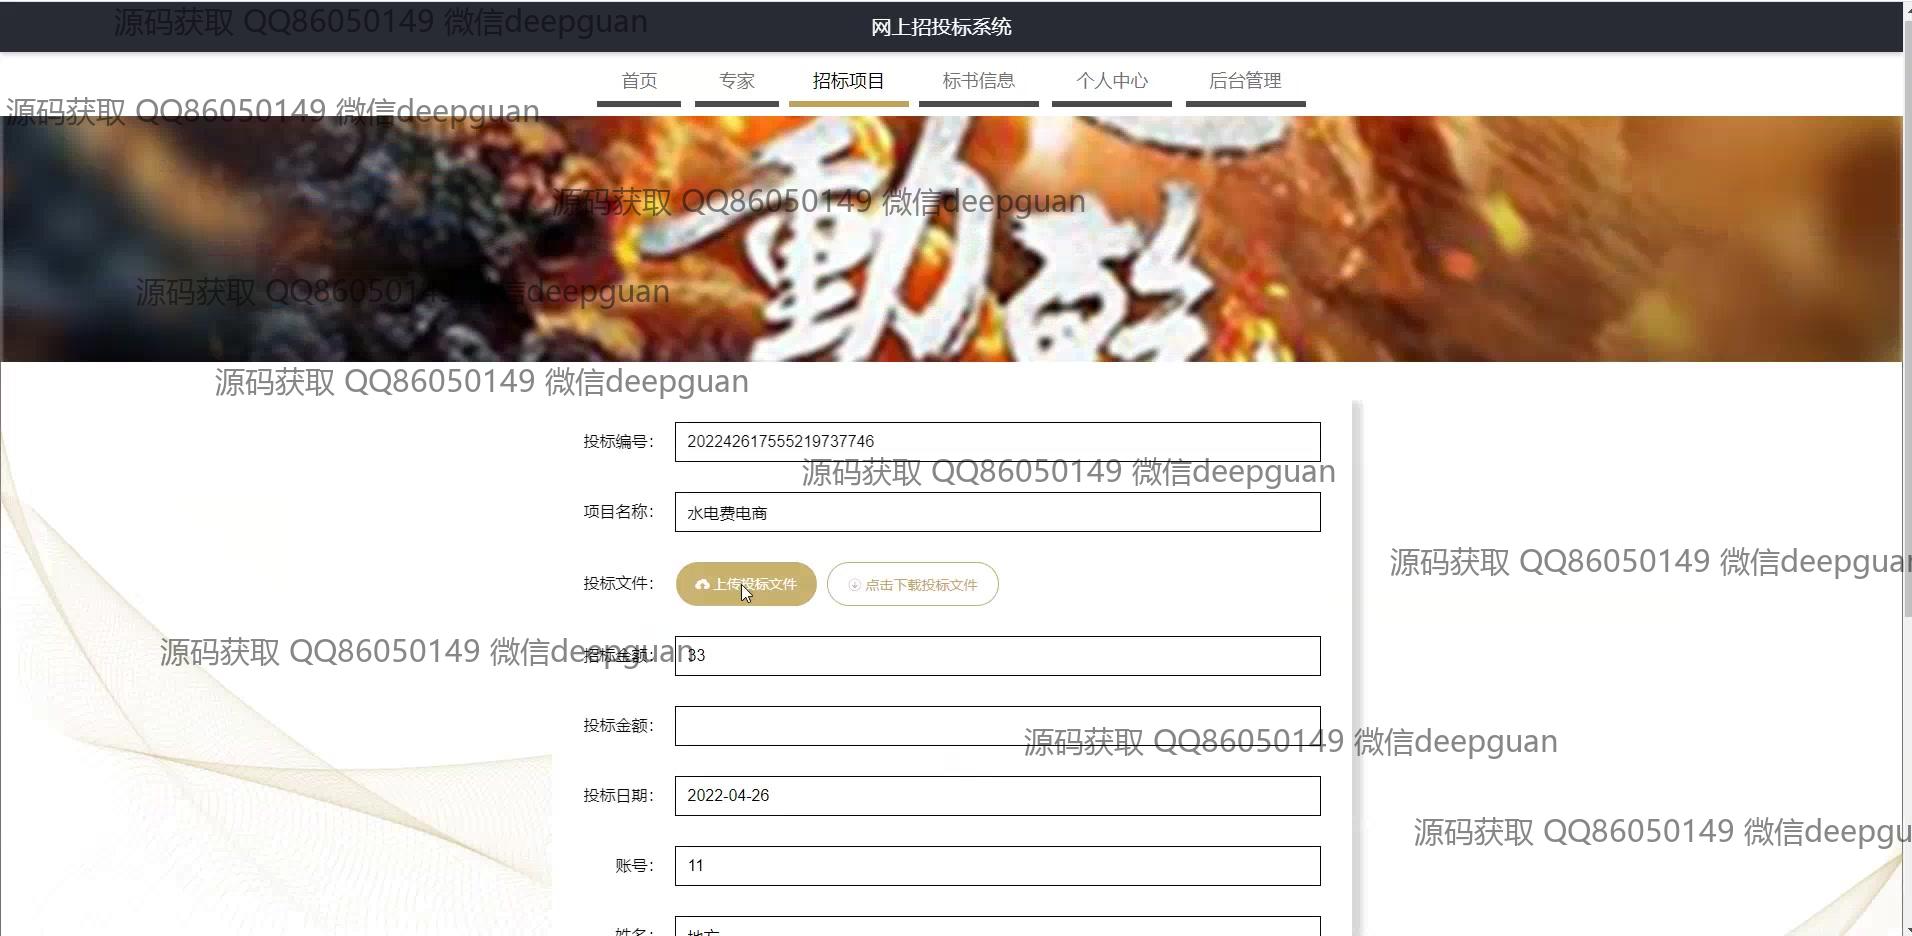 源码获取 QQ86050149 微信deepguan
网上招投标系统
首页 专家 招标项目 标书信息 个人中心 后台管理
源码获取 QQ86050149 微信deepguan
動
源码获取 QQ86050149 微信deepguan
源码获取 QQ86050149 微信deepguan
源码获取 QQ86050149 微信deepguan
投标编号： 202242617555219737746
源码获取 QQ86050149 微信deepguan
项目名称： 水电费电商
源码获取 QQ86050149 微信deepguan
投标文件： 上传投标文件 点击下载投标文件
源码获取 QQ86050149 微信deepguan
招标金额： 33
投标金额：
源码获取 QQ86050149 微信deepguan
投标日期： 2022-04-26
源码获取 QQ86050149 微信deepgu
账号： 11
姓名： 地方